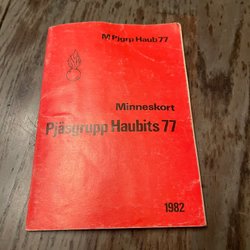 M Pjgrp Haub 77
Minneskort
Pjäsgrupp Haubits 77
1982